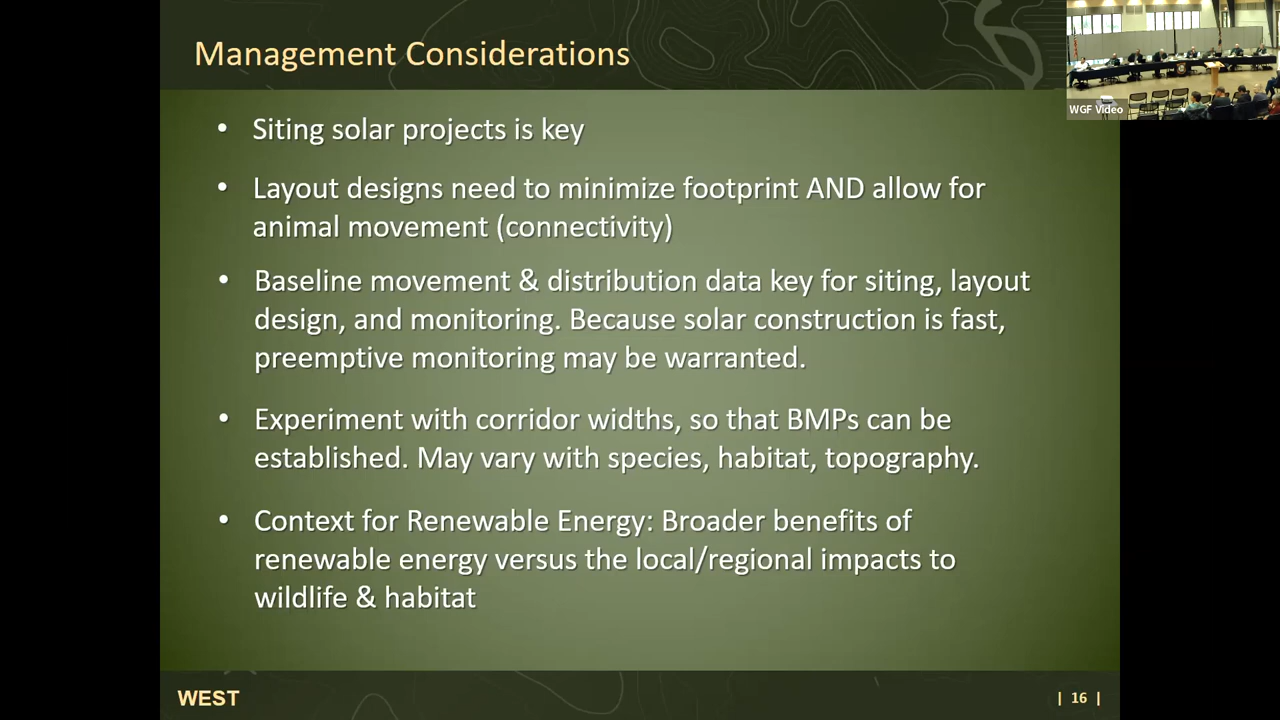 Management Considerations
WGF Video
• Siting solar projects is key
• Layout designs need to minimize footprint AND allow for
animal movement (connectivity)
• Baseline movement & distribution data key for siting, layout
design, and monitoring. Because solar construction is fast,
preemptive monitoring may be warranted.
• Experiment with corridor widths, so that BMPs can be
established. May vary with species, habitat, topography.
• Context for Renewable Energy: Broader benefits of
renewable energy versus the local/regional impacts to
wildlife & habitat
WEST
| 16 |